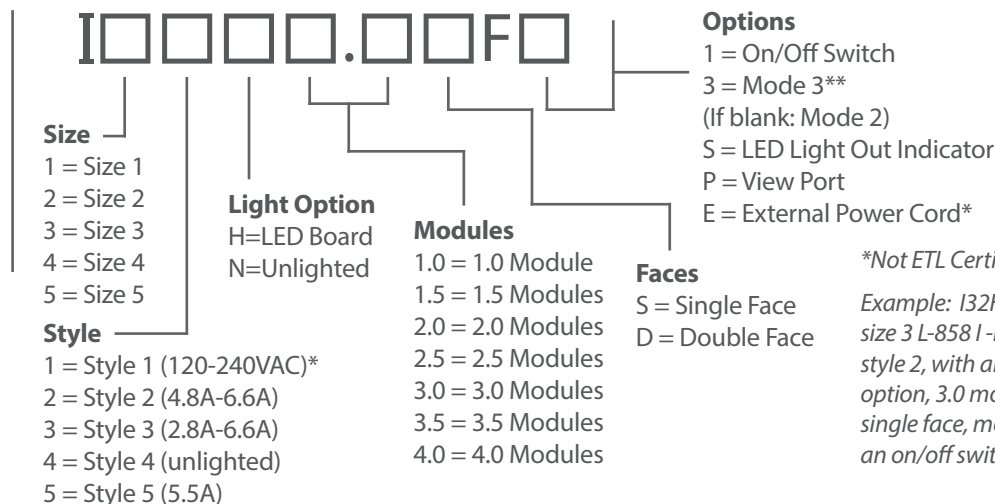 I□□□□.□□F□
Size
1 = Size 1
2 = Size 2
3 = Size 3
4 = Size 4
5 = Size 5
Style
1 = Style 1 (120-240VAC)*
2 = Style 2 (4.8A-6.6A)
3 = Style 3 (2.8A-6.6A)
4 = Style 4 (unlighted)
5 = Style 5 (5.5A)
Light Option
H=LED Board
N=Unlighted
Modules
1.0 = 1.0 Module
1.5 = 1.5 Modules
2.0 = 2.0 Modules
2.5 = 2.5 Modules
3.0 = 3.0 Modules
3.5 = 3.5 Modules
4.0 = 4.0 Modules
Faces
S = Single Face
D = Double Face
Options
1 = On/Off Switch
3 = Mode 3**
(If blank: Mode 2)
S = LED Light Out Indicator
P = View Port
E = External Power Cord*
*Not ETL
Example:
size 3 L-858
style 2, with
option, 3.0
single face,
an on/off